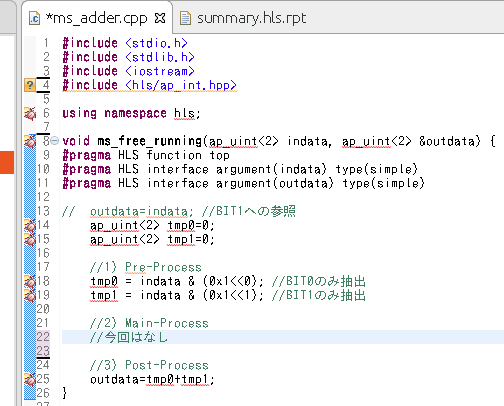 *ms_adder.cpp summary.hls.rpt
1 #include <stdio.h>
2 #include <stdlib.h>
3 #include <iostream>
4 #include <hls/ap_int.hpp>
5
6 using namespace hls;
7
8 void ms_free_running(ap_uint<2> indata, ap_uint<2> &outdata) {
9 #pragma HLS function top
10 #pragma HLS interface argument(indata) type(simple)
11 #pragma HLS interface argument(outdata) type(simple)
12
13 // outdata=indata; //BIT1への参照
14 ap_uint<2> tmp0=0;
15 ap_uint<2> tmp1=0;
16
17 //1) Pre-Process
18 tmp0 = indata & (0x1<<0); //BIT0のみ抽出
19 tmp1 = indata & (0x1<<1); //BIT1のみ抽出
20
21 //2) Main-Process
22 //今回はなし
23
24 //3) Post-Process
25 outdata=tmp0+tmp1;
26 }